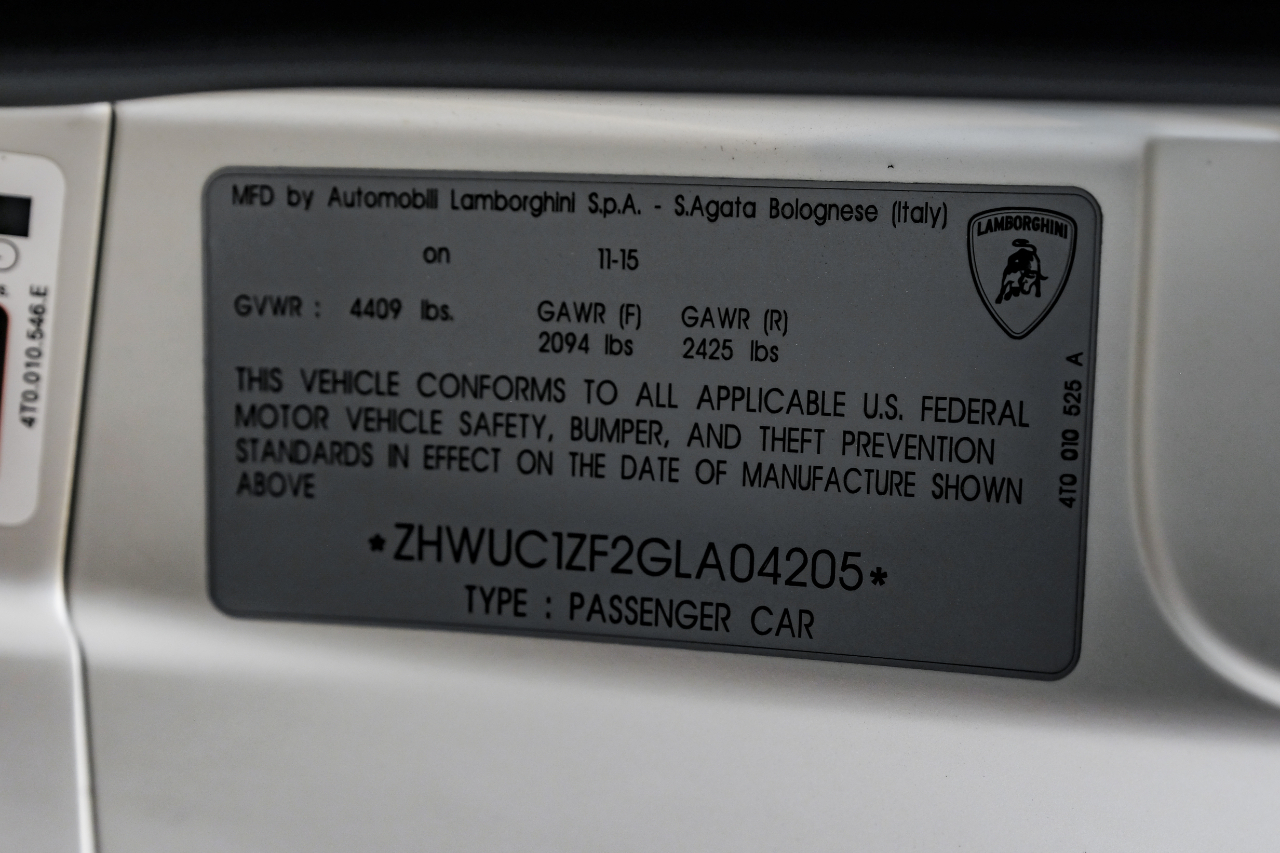 MFD by Automobili Lamborghini S.p.A. - S.Agata Bolognese (Italy)
LAMBORGHINI
on 11-15
GVWR : 4409 lbs. GAWR (F) GAWR (R)
2094 lbs 2425 lbs
THIS VEHICLE CONFORMS TO ALL APPLICABLE U.S. FEDERAL
MOTOR VEHICLE SAFETY, BUMPER, AND THEFT PREVENTION
STANDARDS IN EFFECT ON THE DATE OF MANUFACTURE SHOWN
ABOVE
*ZHWUC1ZF2GLA04205*
TYPE : PASSENGER CAR
4T0 010 525 A
4T0.010.546.E